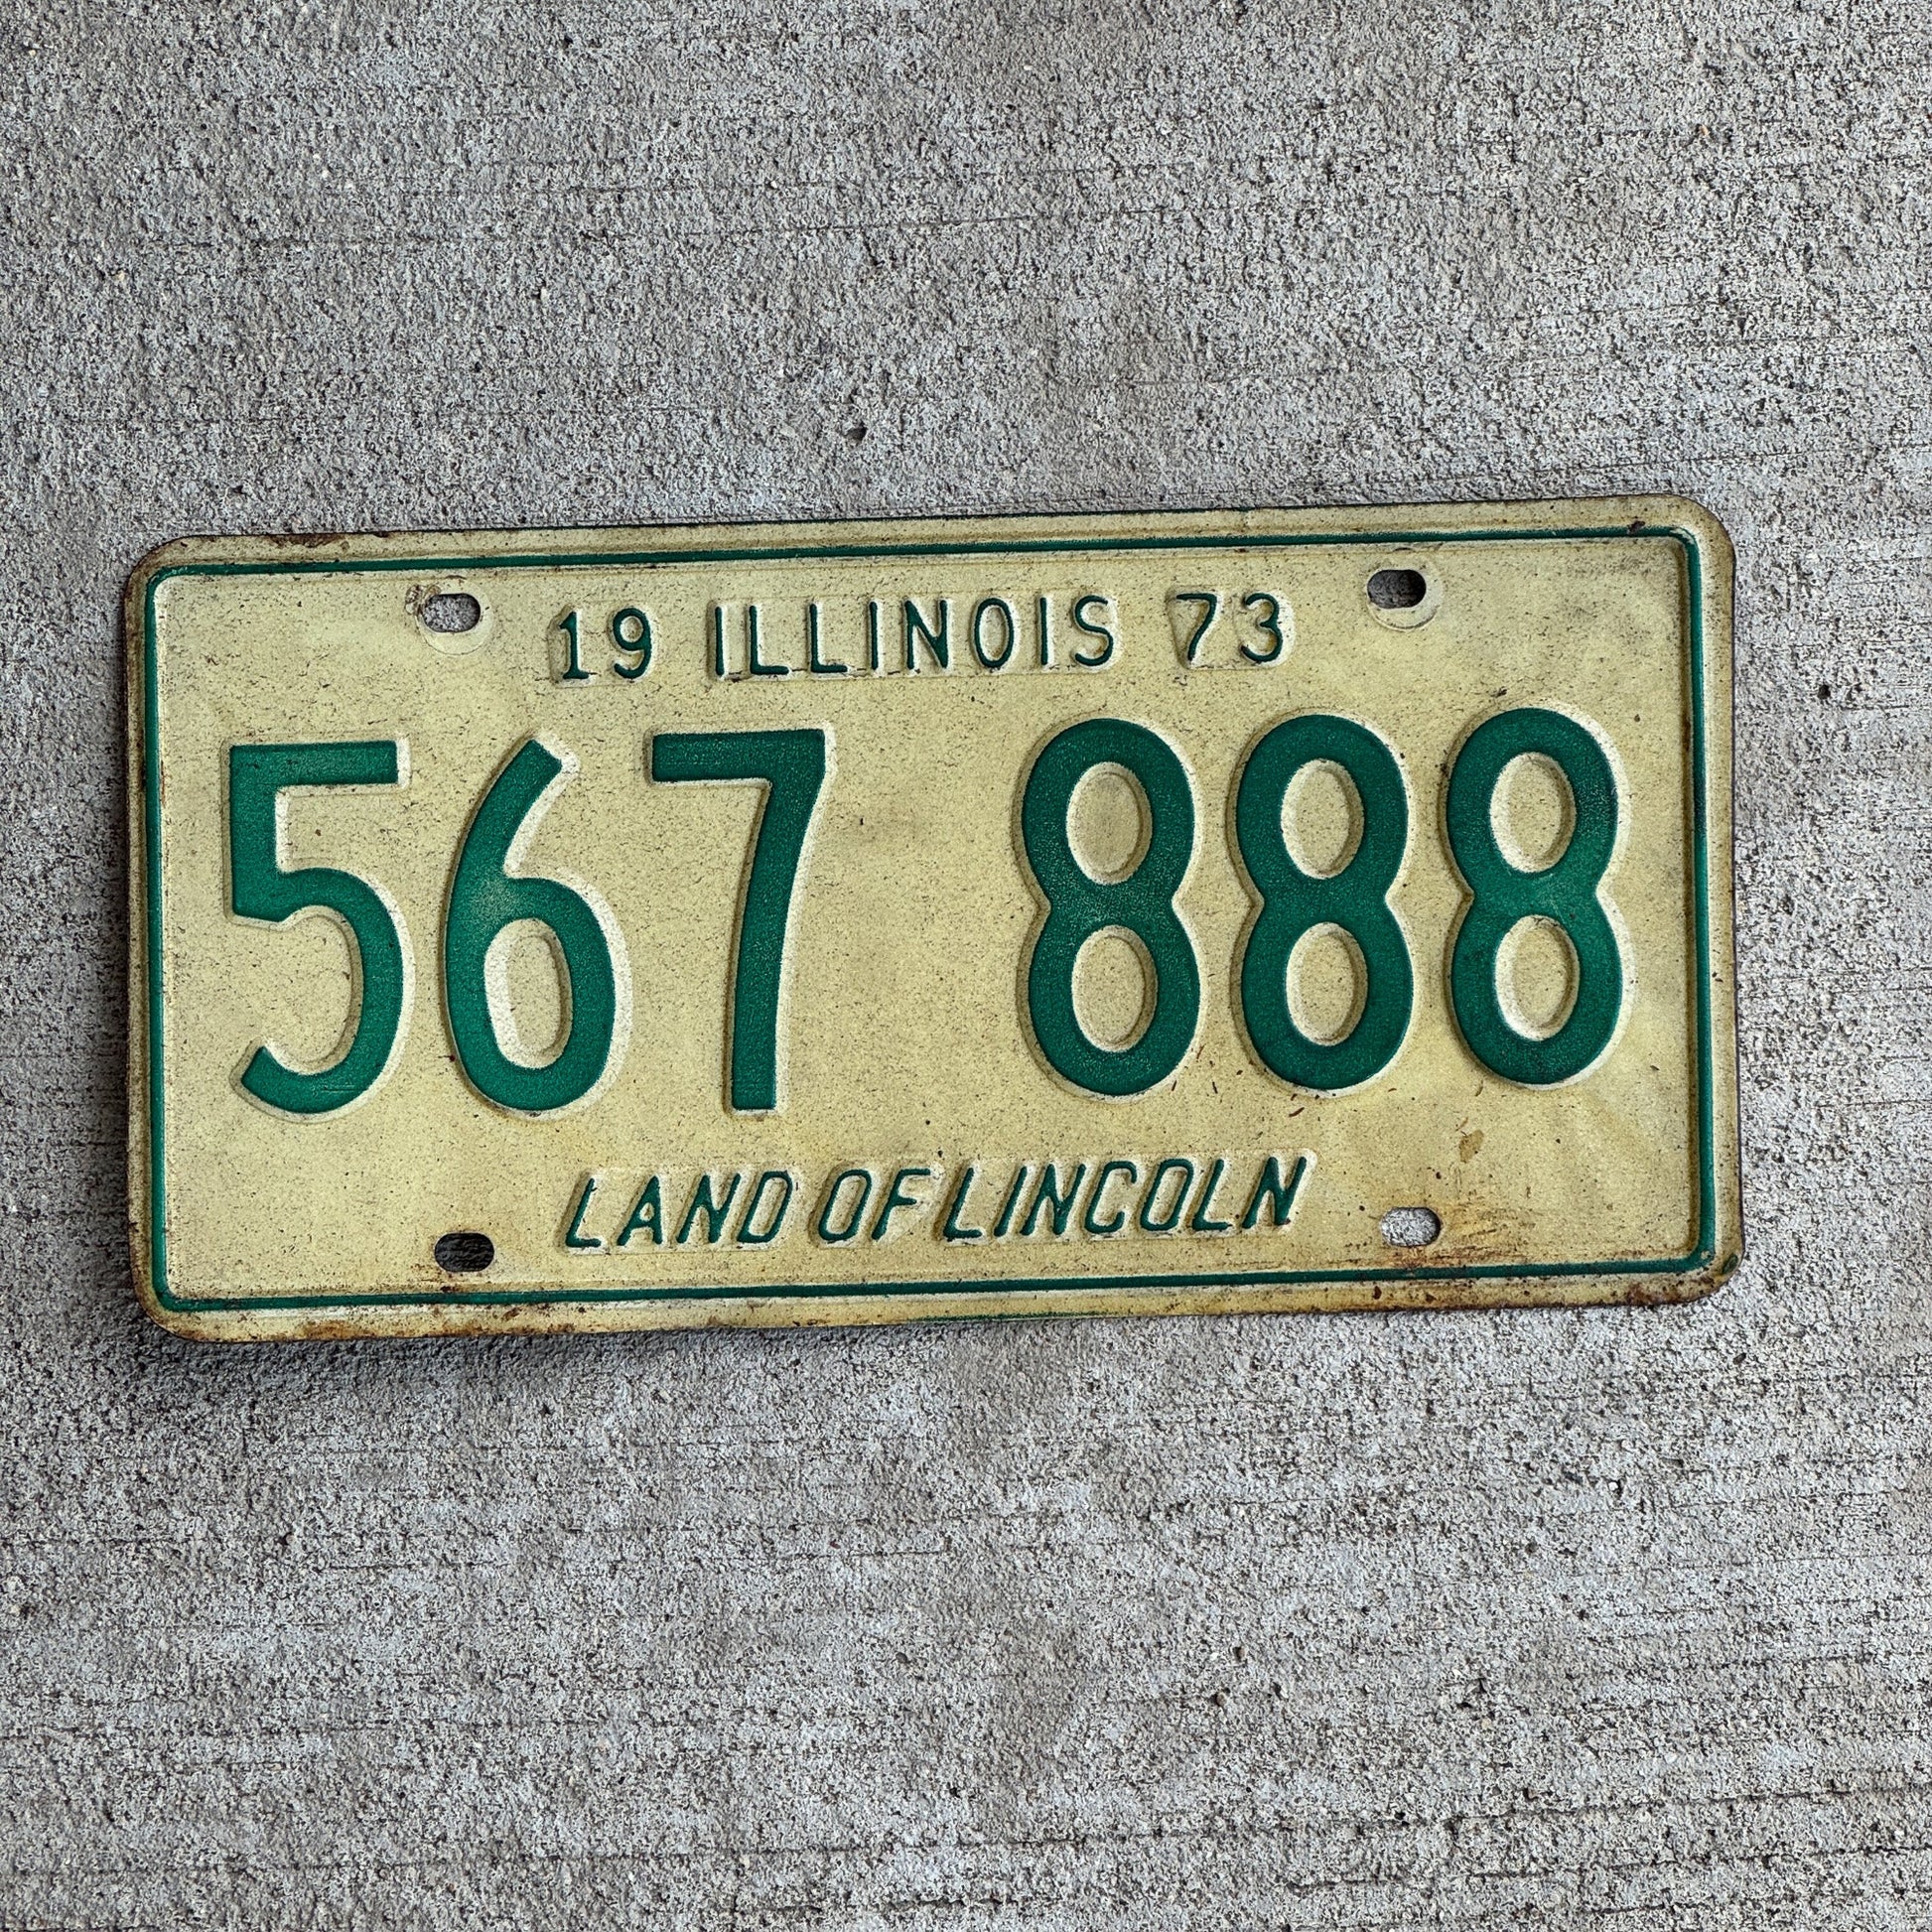 19 ILLINOIS 73
567 888
LAND OF LINCOLN